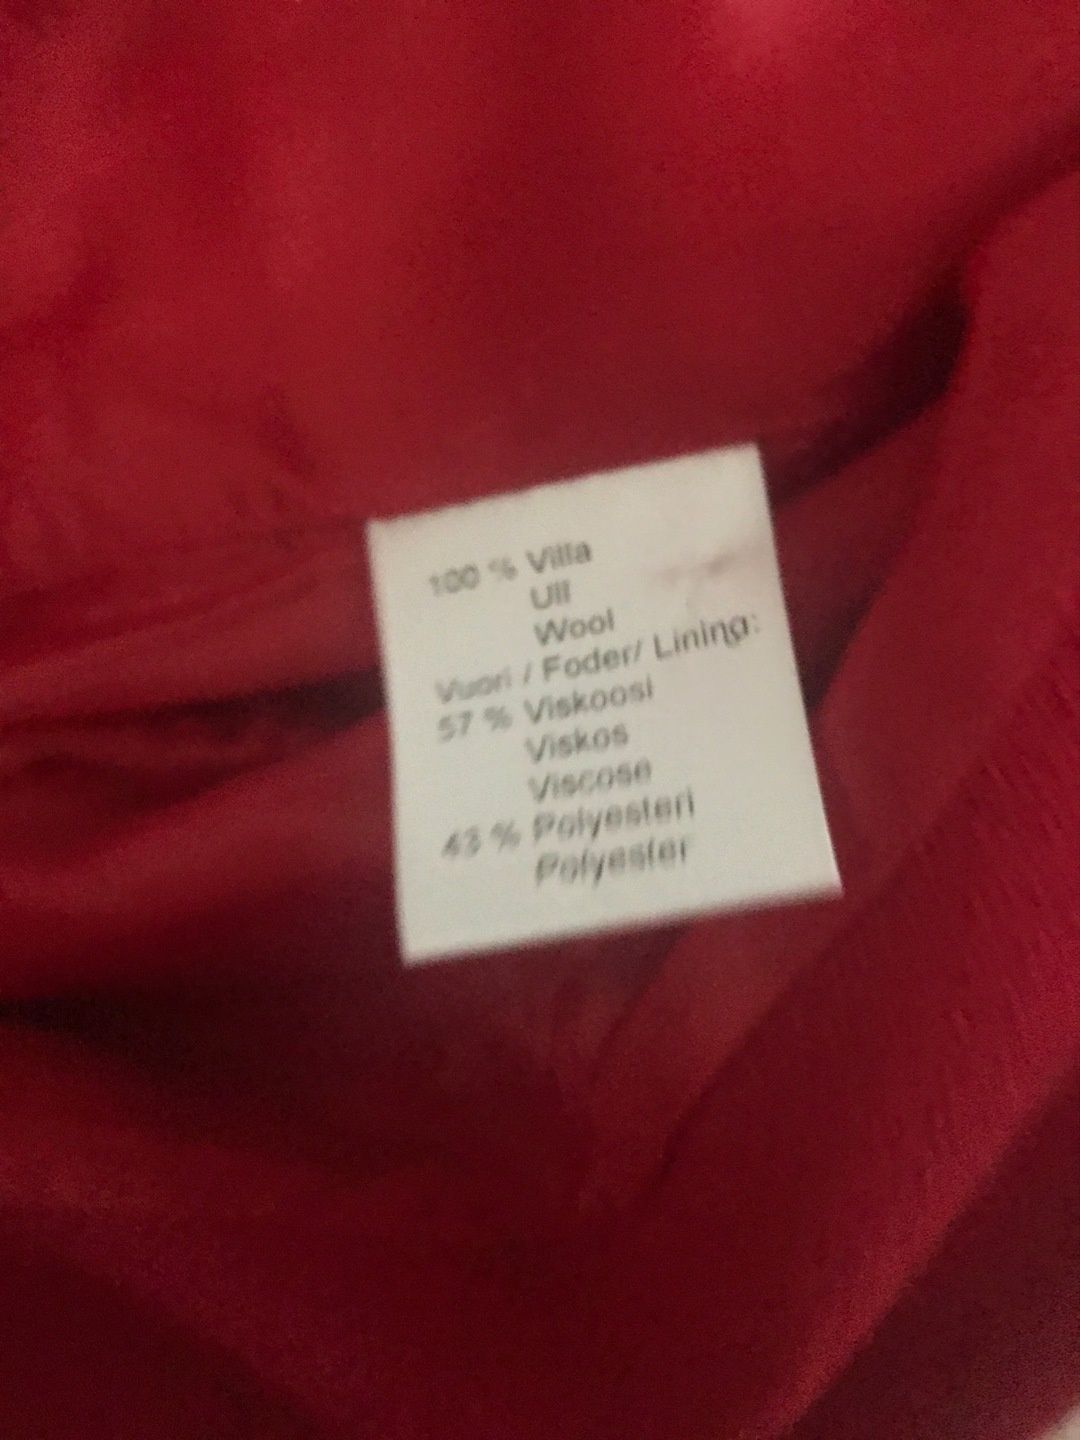 100 % Villa
Ull
Wool
Vuori / Foder/ Lining:
57 % Viskoosi
Viskos
Viscose
43 % Polyesteri
Polyester